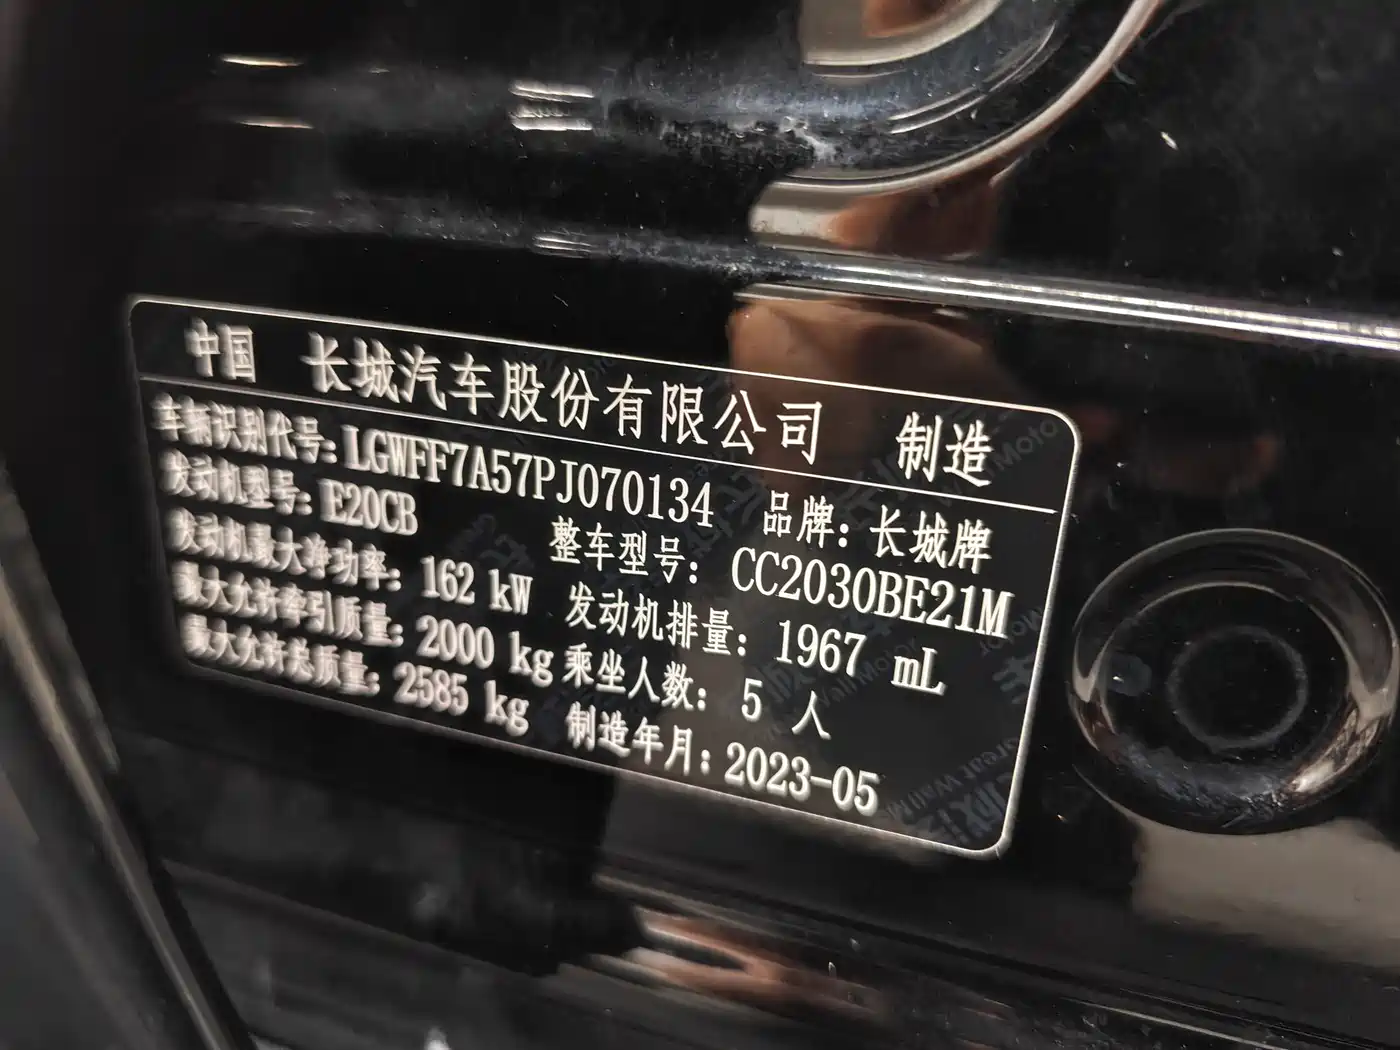 中国 长城汽车股份有限公司 制造
车辆识别代号：LGWFF7A57PJ070134 品牌：长城牌
发动机型号：E20CB 整车型号：CC2030BE21M
发动机最大净功率：162 kW 发动机排量：1967 mL
最大允许牵引质量：2000 kg 乘坐人数：5 人
最大允许总质量：2585 kg 制造年月：2023-05